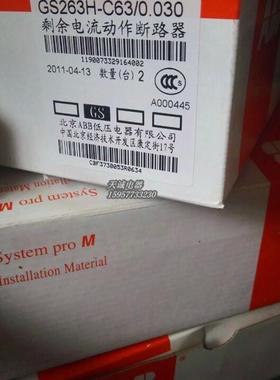 GS263H-C63/0.030
剩余电流动作断路器
1190073329164002
2011-04-13 数量(台) 2
A000445
GS
北京ABB低压电器有限公司
中国北京经济技术开发区康定街17号
CBF3730053R0634
天诚电器
15957733230
System pro M
Installation Material